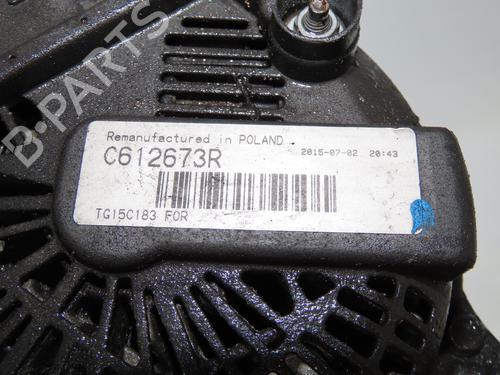 B-PARTS
Remanufactured in POLAND
C612673R
2015-07-02 20:43
TG15C183 FOR